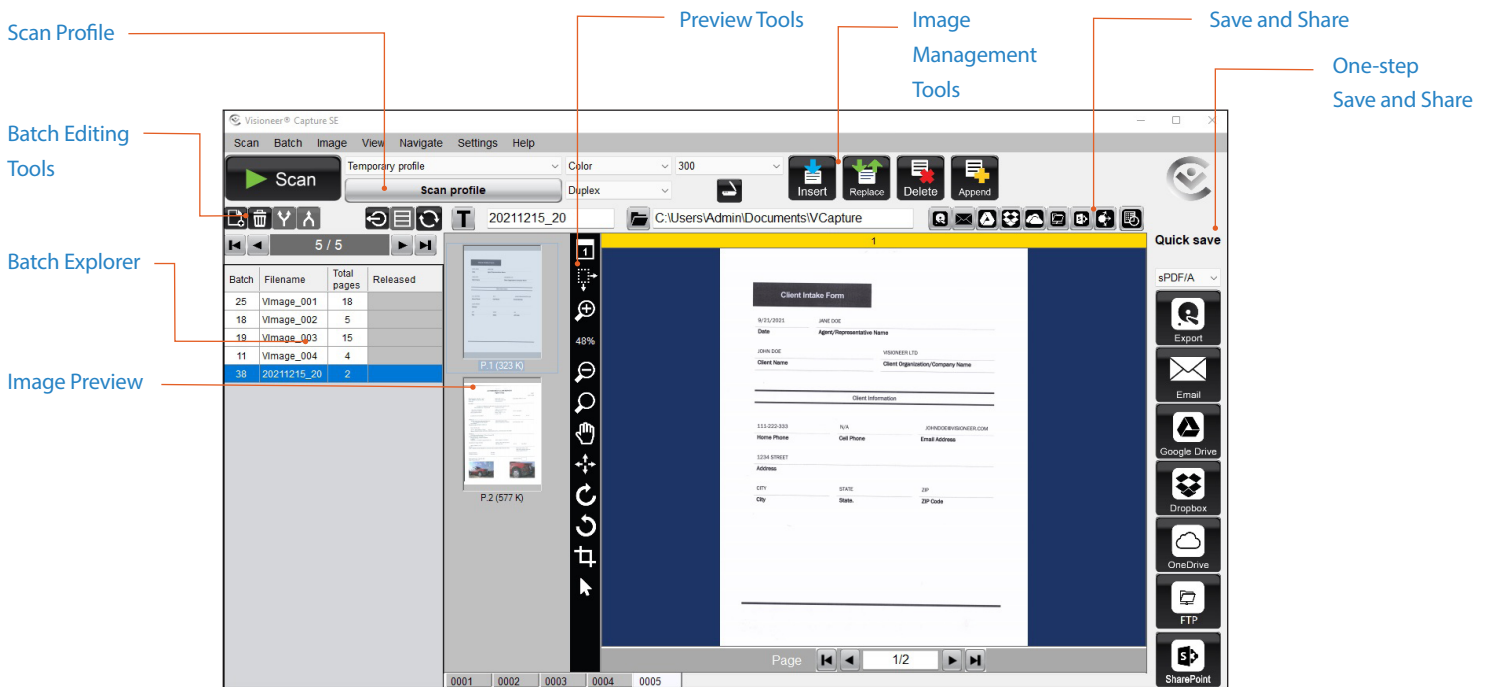 Preview Tools
Image
Management
Tools
Save and Share
One-step
Save and Share
Scan Profile
Batch Editing
Tools
Batch Explorer
Image Preview
Visioneer® Capture SE
Scan Batch Image View Navigate Settings Help
Scan
Temporary profile
Color
300
Scan profile
Duplex
Insert
Replace
Delete
Append
T
20211215_20
C:\Users\Admin\Documents\VCapture
5 / 5
Batch Filename Total pages Released
25 VImage_001 18
18 VImage_002 5
19 VImage_003 15
11 VImage_004 4
38 20211215_20 2
P.1 (323 K)
P.2 (577 K)
1
48%
1
Client Intake Form
9/21/2021 JANE DOE
Date Agent/Representative Name
JOHN DOE VISIONEER LTD
Client Name Client Organization/Company Name
Client Information
111-222-333 N/A JOHNDOE@VISIONEER.COM
Home Phone Cell Phone Email Address
1234 STREET
Address
CITY STATE ZIP
City State. ZIP Code
Page 1/2
0001 0002 0003 0004 0005
Quick save
sPDF/A
Export
Email
Google Drive
Dropbox
OneDrive
FTP
SharePoint